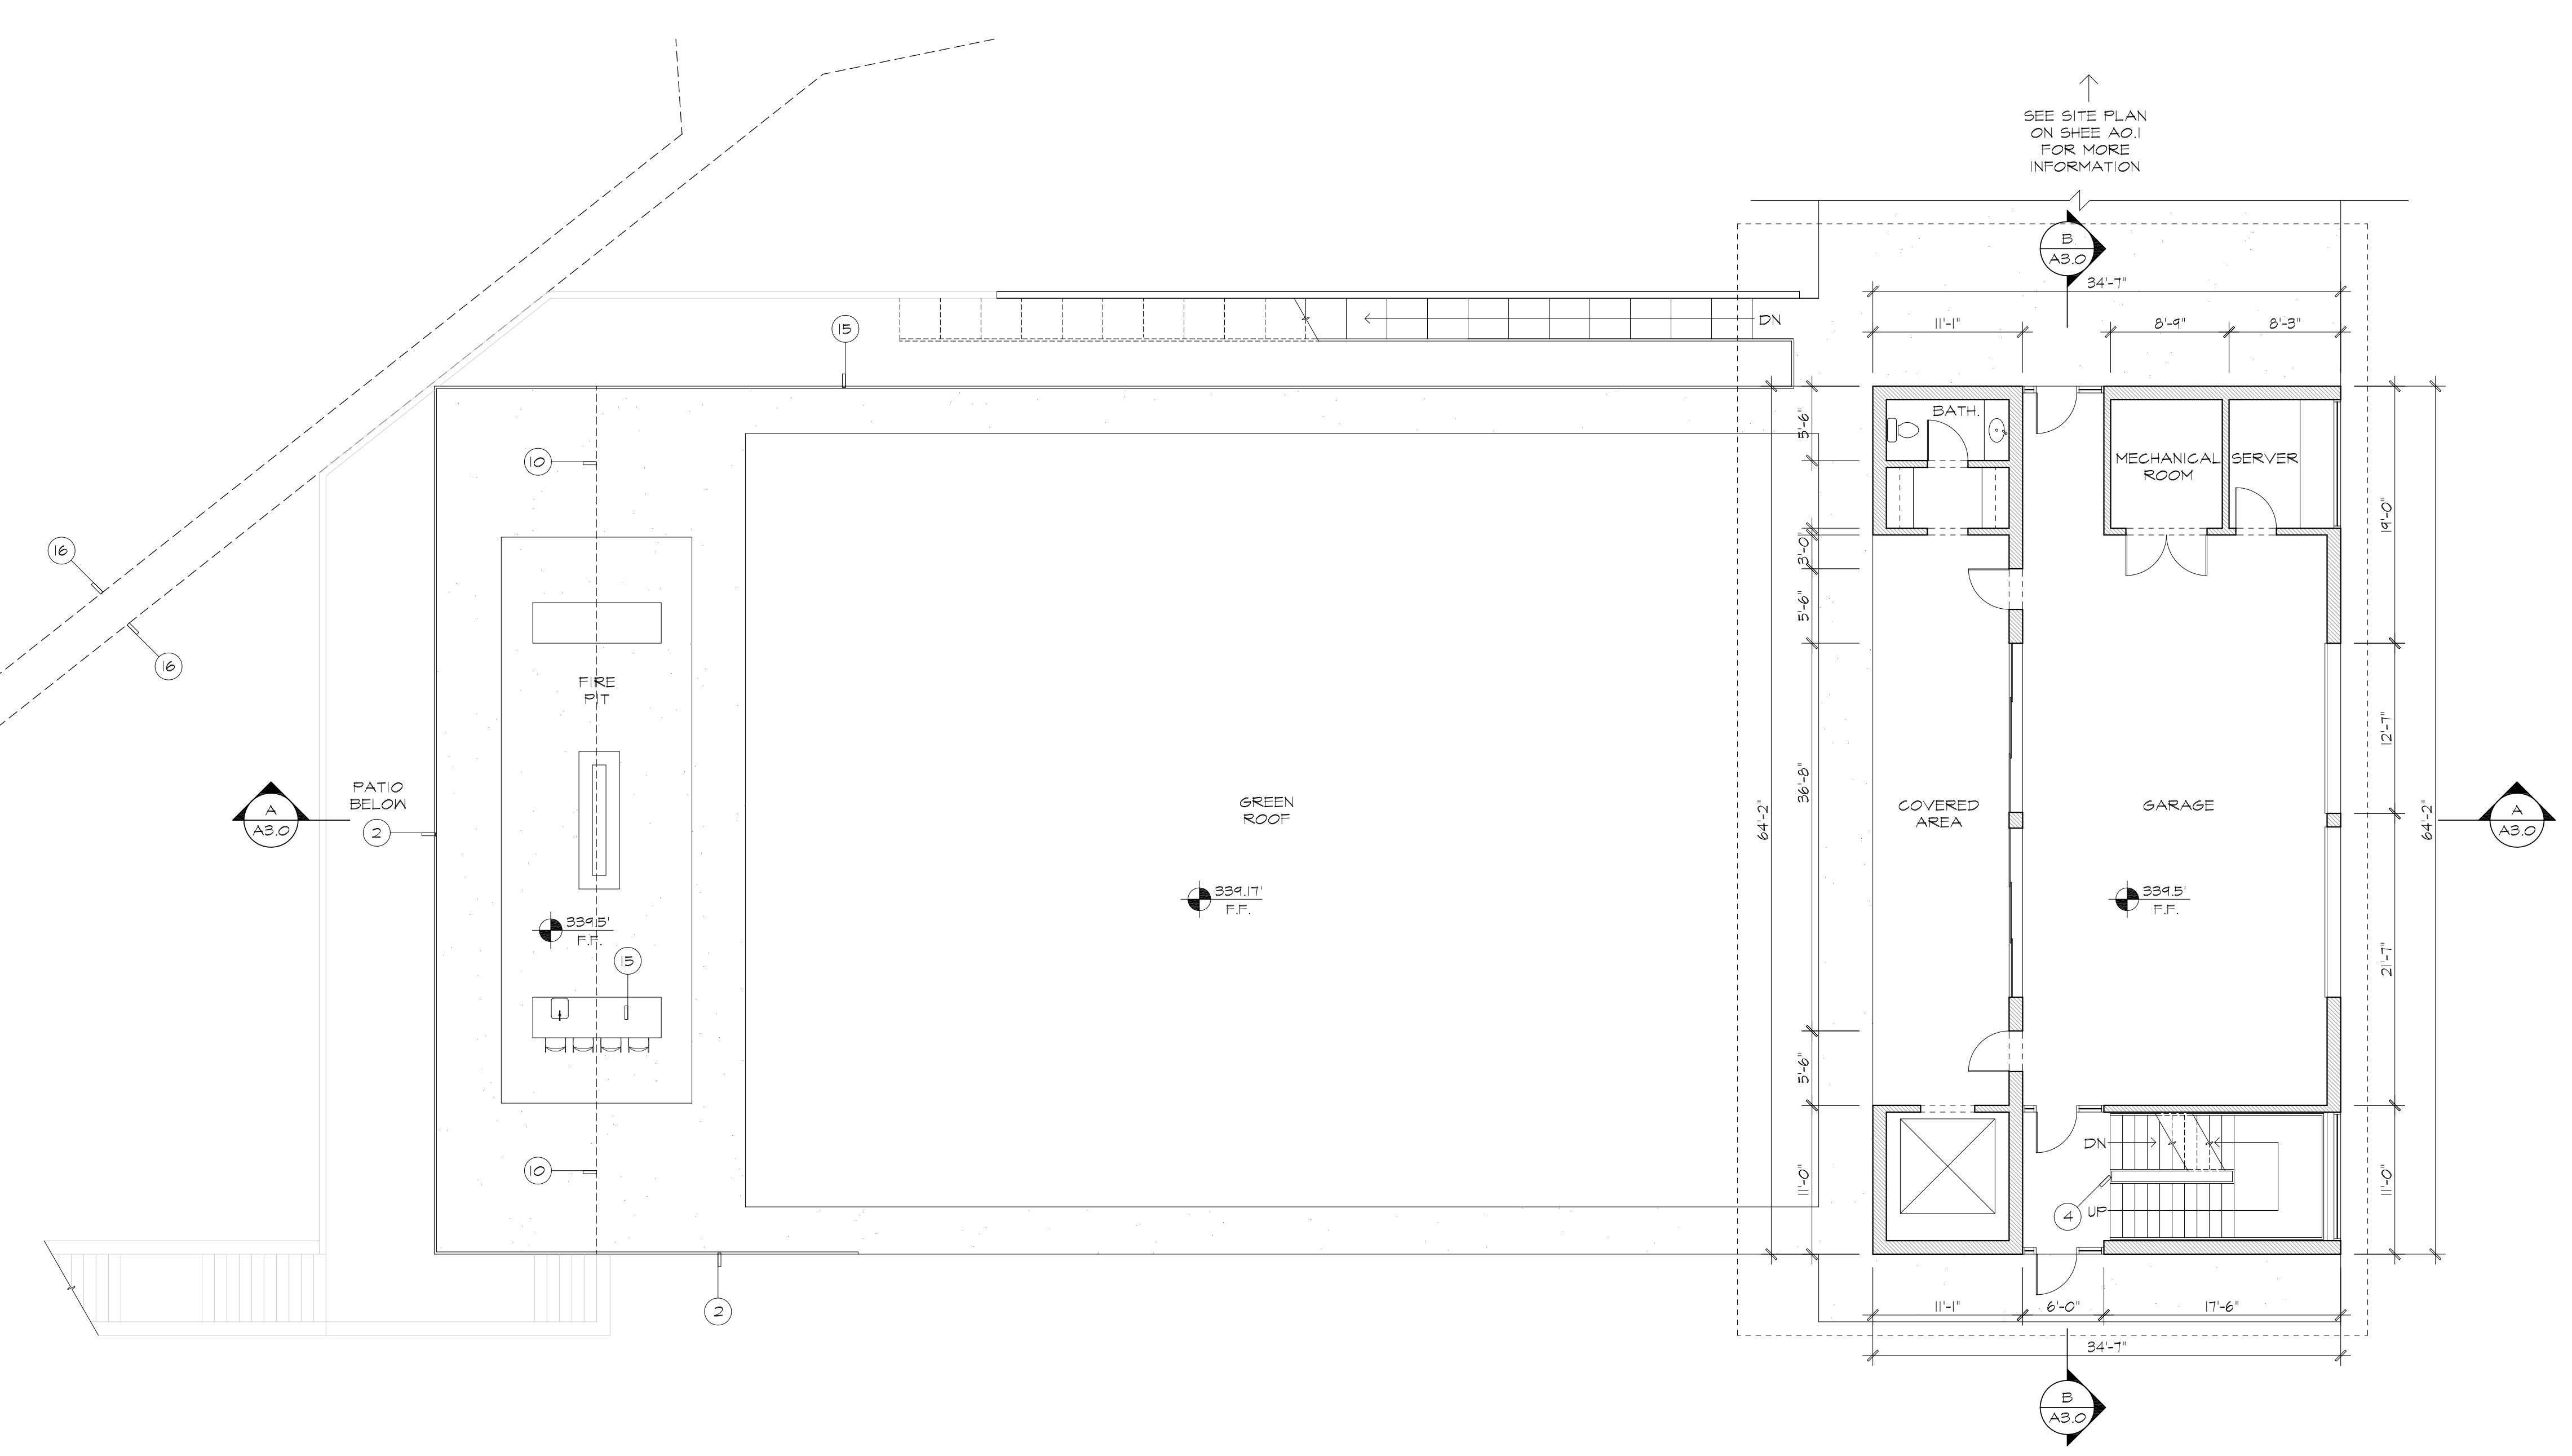 SEE SITE PLAN
ON SHEE A0.1
FOR MORE
INFORMATION
B
A3.0
34'-7"
11'-1"
8'-9"
8'-3"
DN
15
BATH.
5'-6"
10
MECHANICAL
ROOM
SERVER
19'-0"
16
3'-0"
5'-6"
16
FIRE
PIT
12'-7"
PATIO
BELOW
A
A3.0
2
GREEN
ROOF
64'-2"
36'-8"
COVERED
AREA
GARAGE
64'-2"
A
A3.0
339.17'
F.F.
339.5'
F.F.
339.5'
F.F.
15
21'-7"
5'-6"
10
11'-0"
DN
UP
4
11'-0"
2
11'-1"
6'-0"
17'-6"
34'-7"
B
A3.0